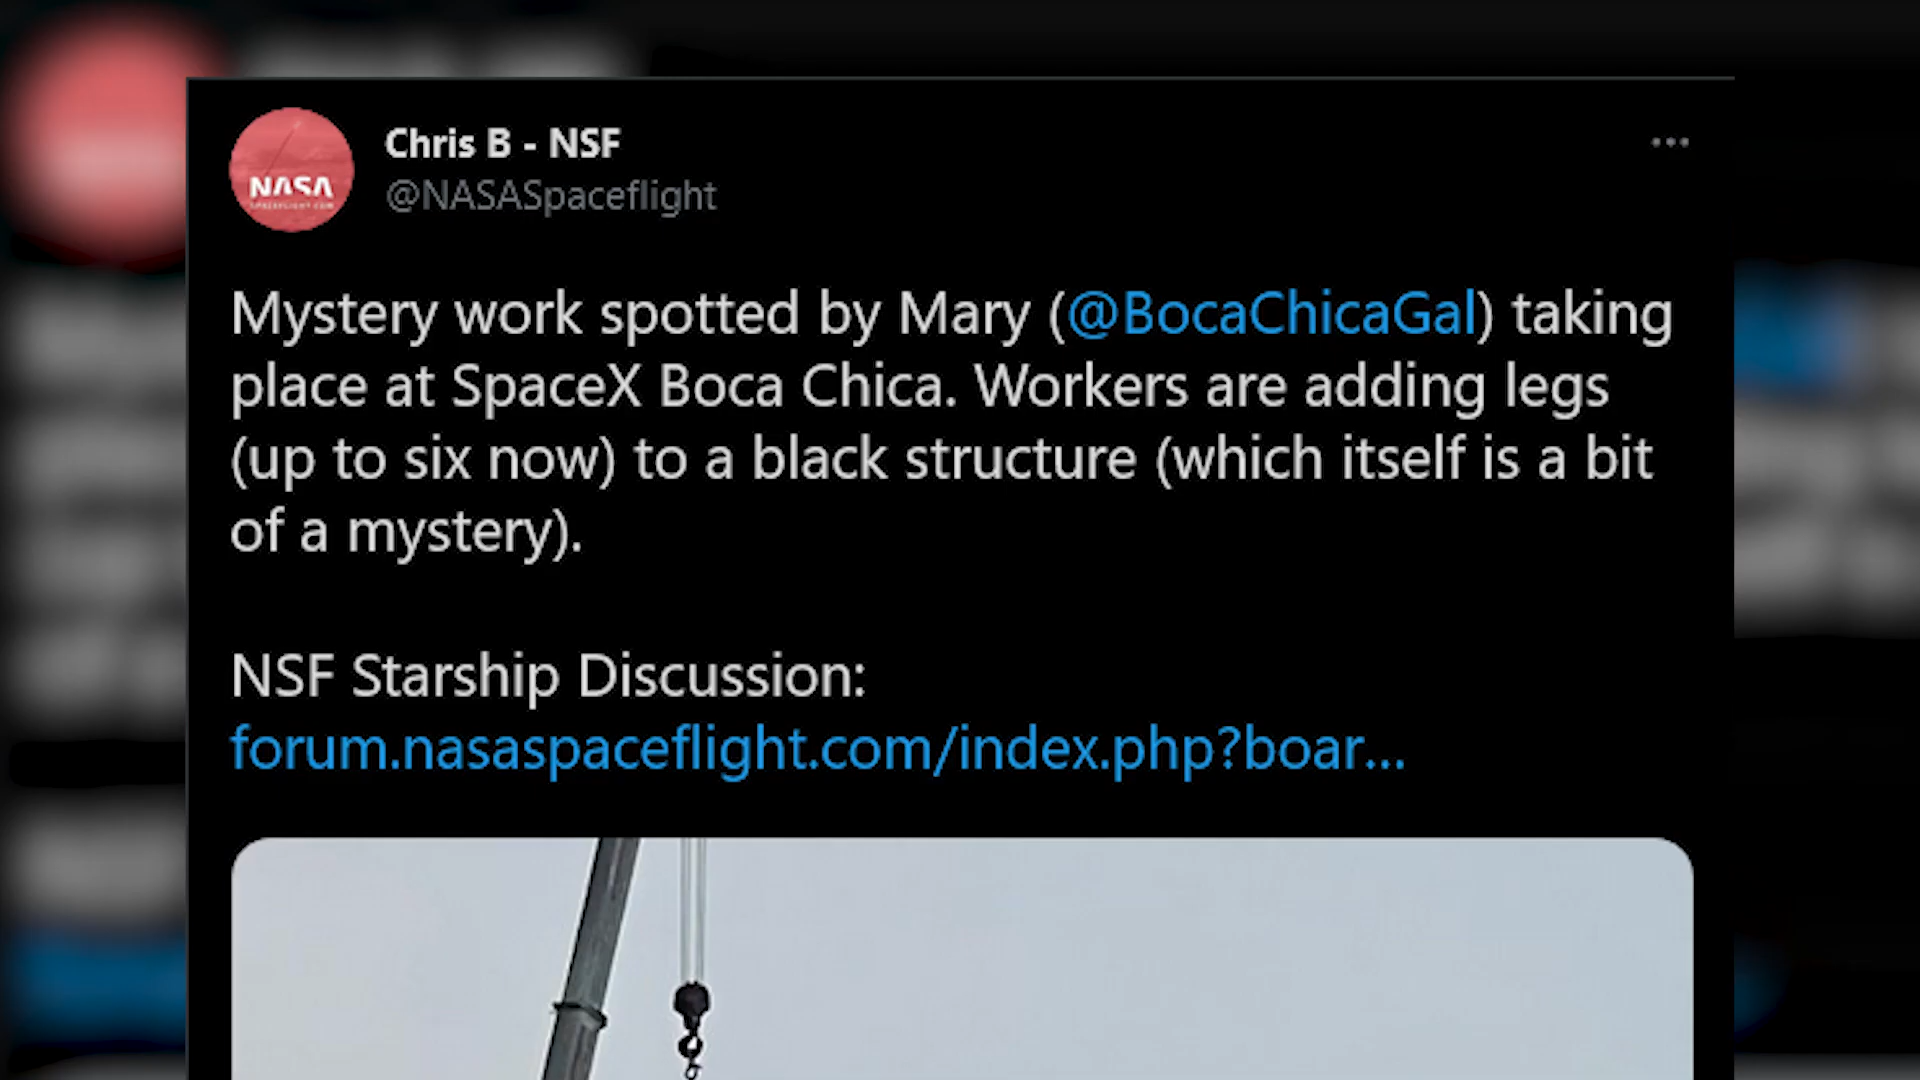 Chris B - NSF
@NASASpaceflight
NASA
Mystery work spotted by Mary (@BocaChicaGal) taking
place at SpaceX Boca Chica. Workers are adding legs
(up to six now) to a black structure (which itself is a bit
of a mystery).
NSF Starship Discussion:
forum.nasaspaceflight.com/index.php?boar...